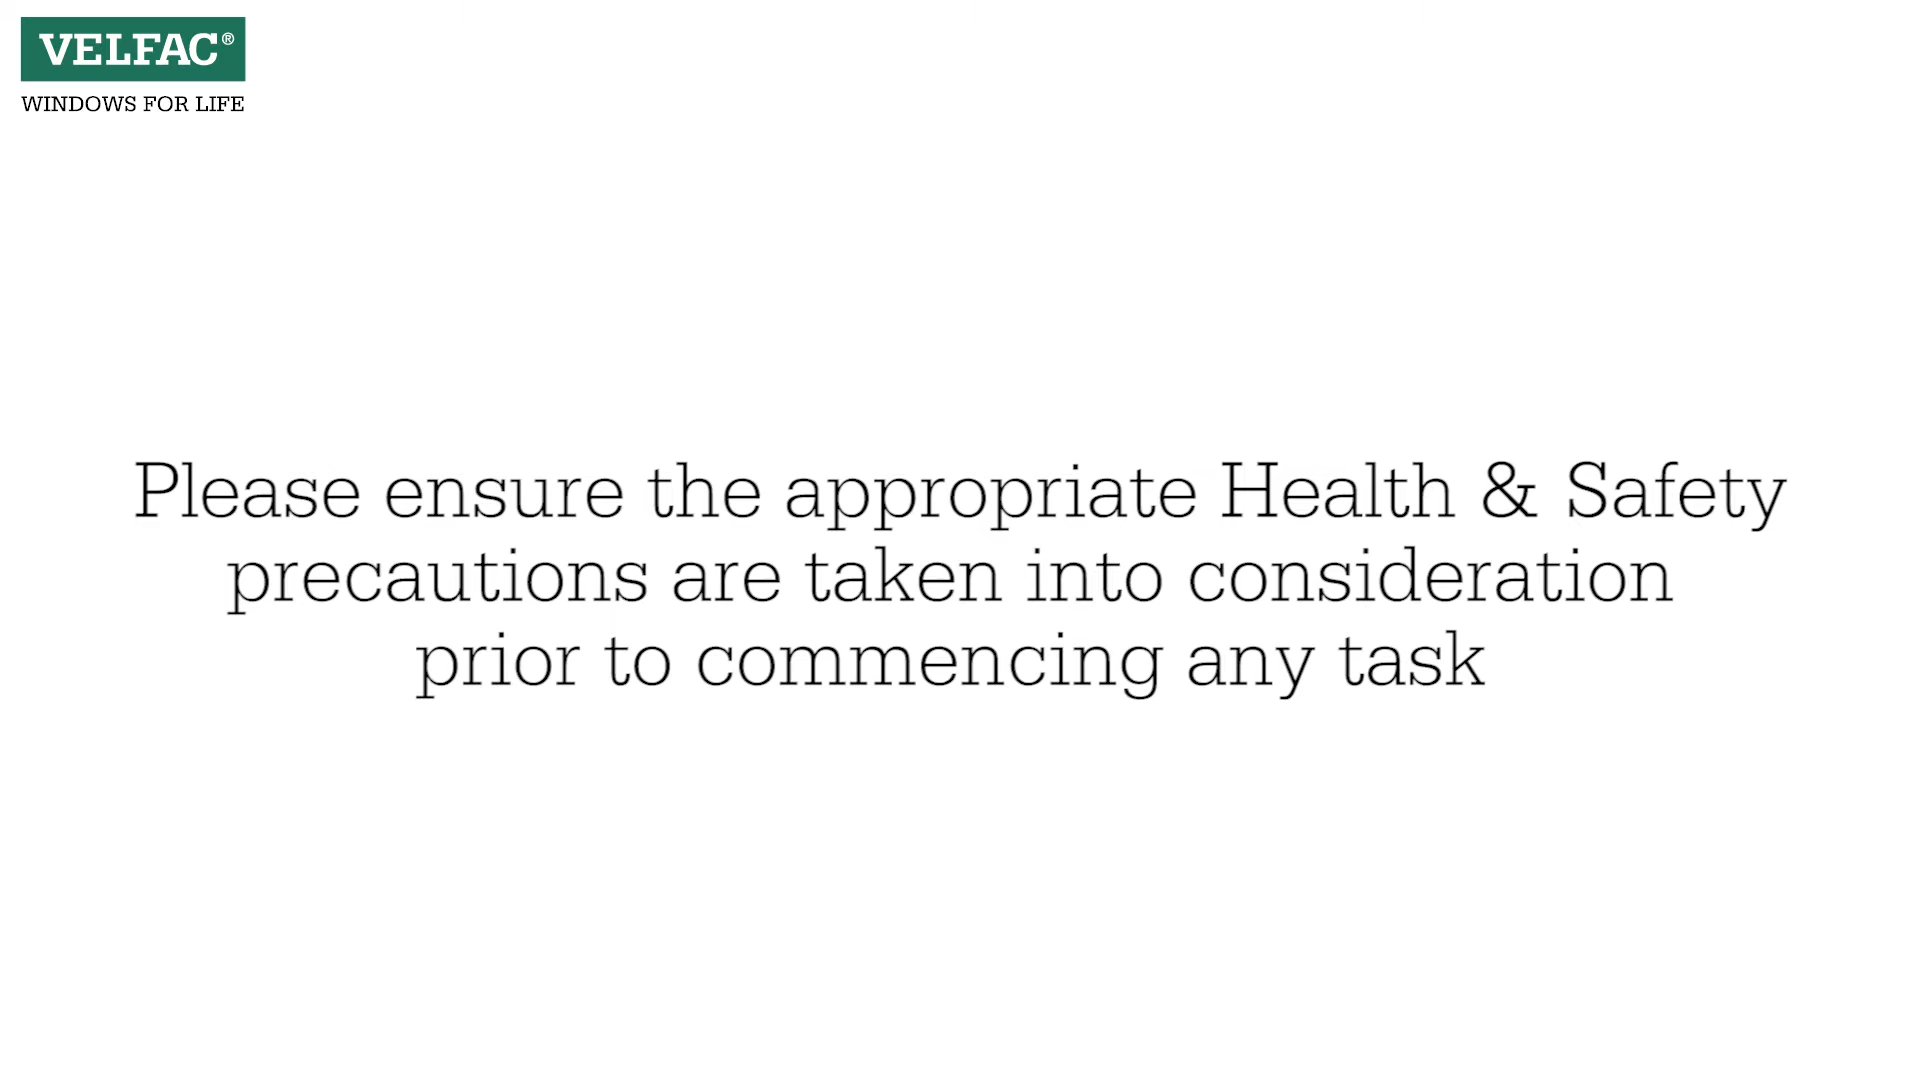 VELFAC®
WINDOWS FOR LIFE
Please ensure the appropriate Health & Safety
precautions are taken into consideration
prior to commencing any task